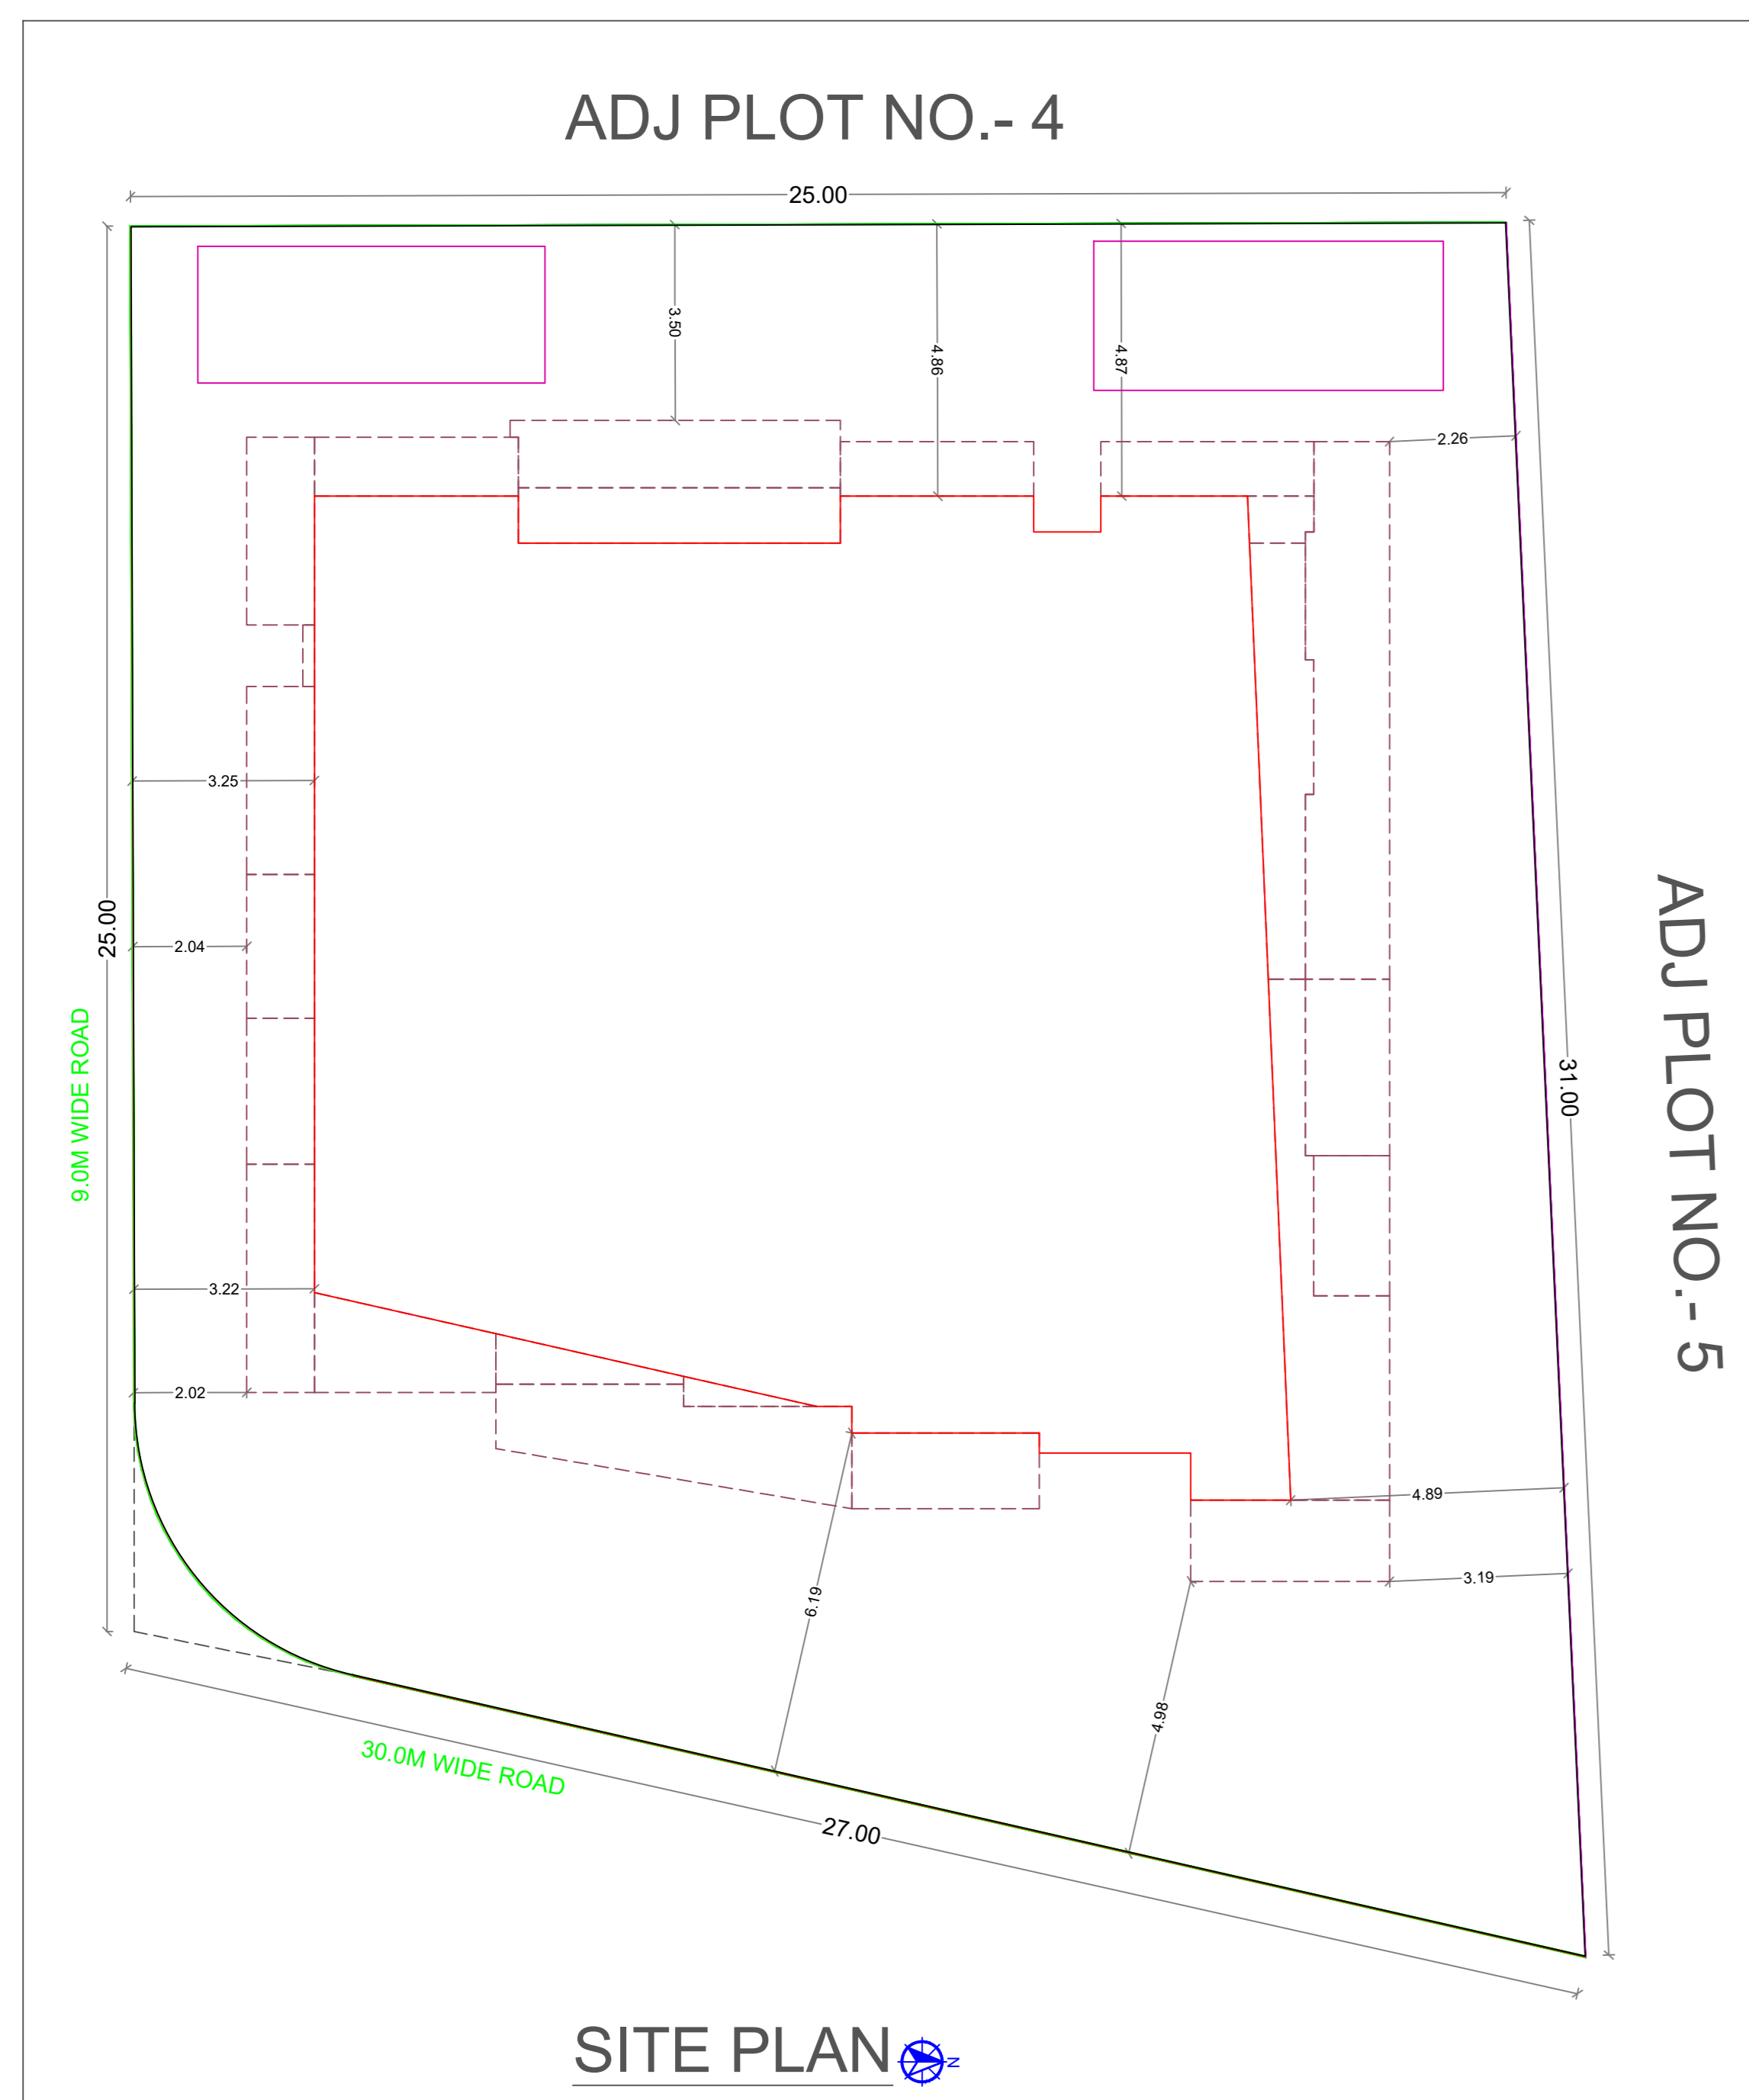 ADJ PLOT NO.- 4
25.00
3.50
4.86
4.87
2.26
3.25
25.00
2.04
9.0M WIDE ROAD
31.00
ADJ PLOT NO.- 5
3.22
2.02
4.89
3.19
6.19
4.98
30.0M WIDE ROAD
27.00
SITE PLAN
N